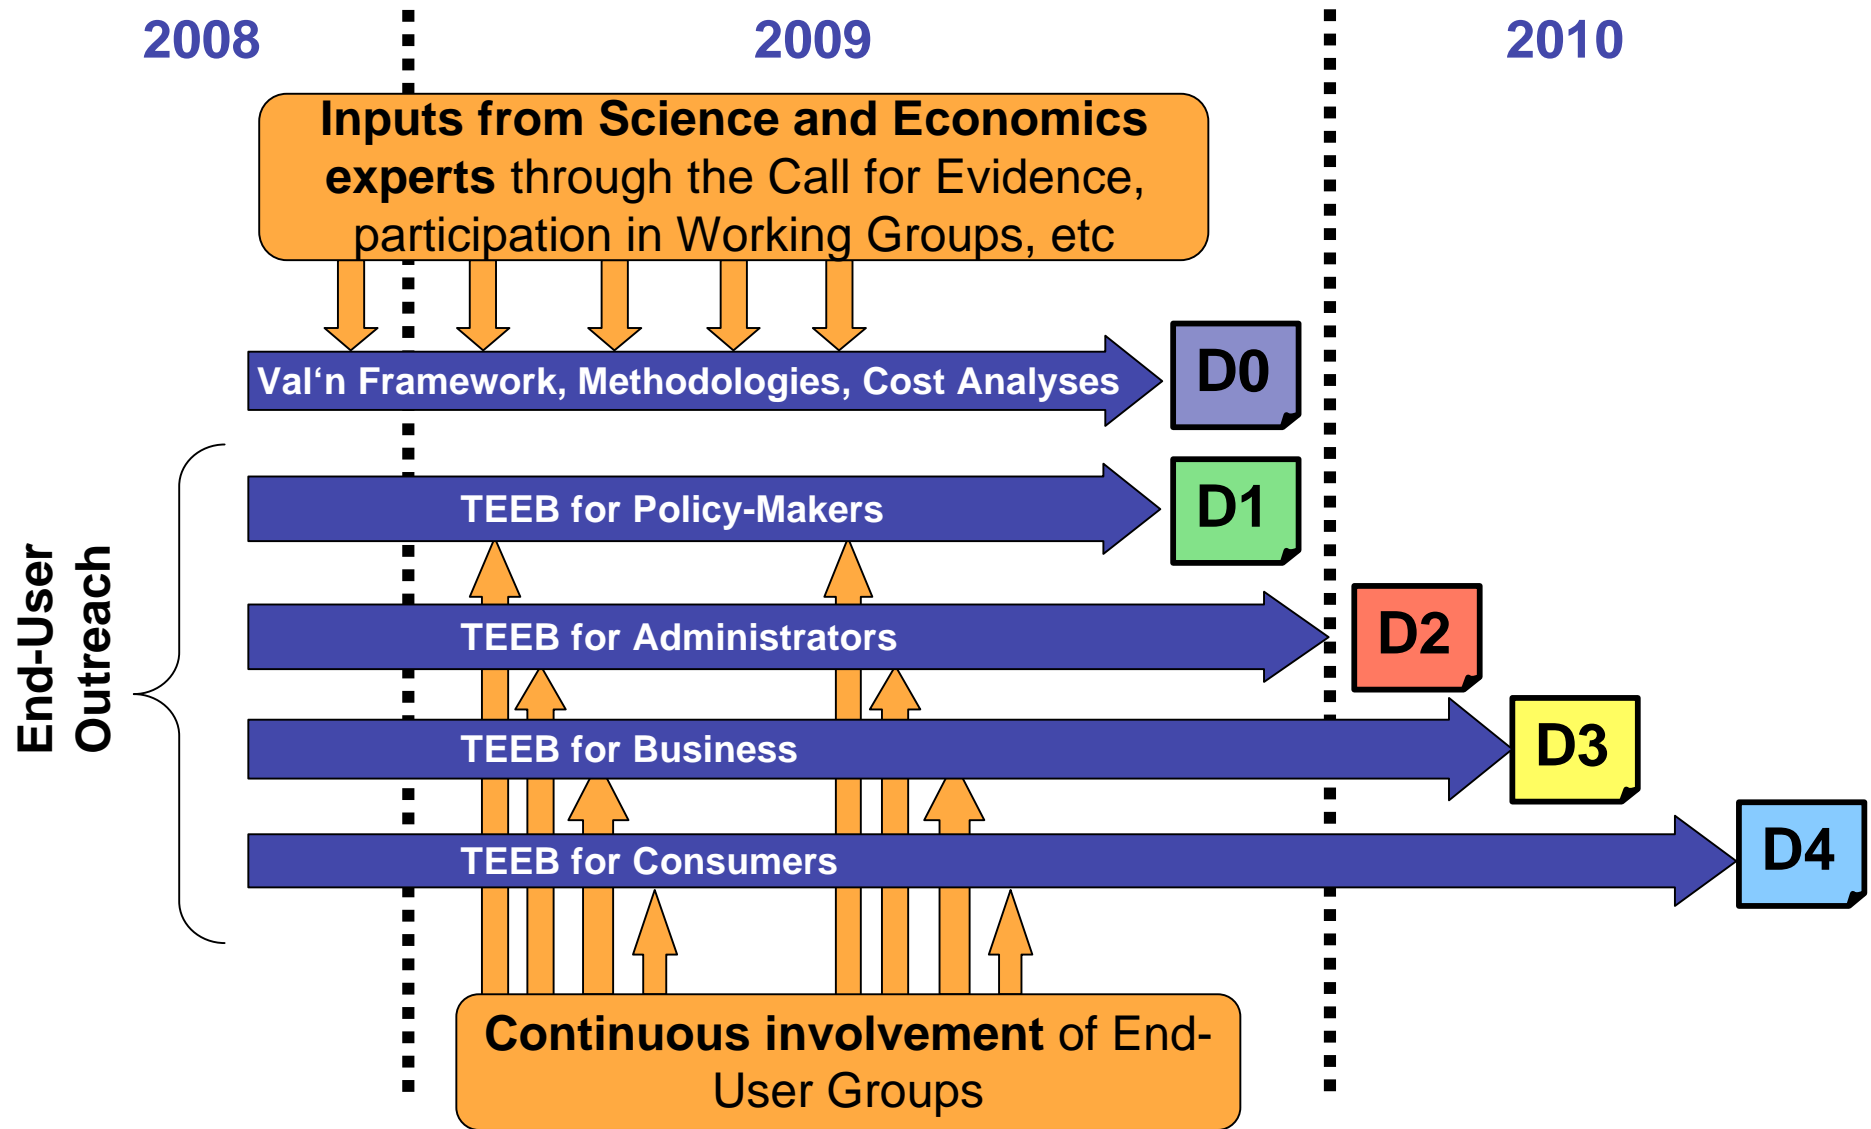 2008
2009
2010
Inputs from Science and Economics
experts through the Call for Evidence,
participation in Working Groups, etc
Val‘n Framework, Methodologies, Cost Analyses
D0
TEEB for Policy-Makers
D1
TEEB for Administrators
D2
TEEB for Business
D3
TEEB for Consumers
D4
End-User
Outreach
Continuous involvement of End-
User Groups